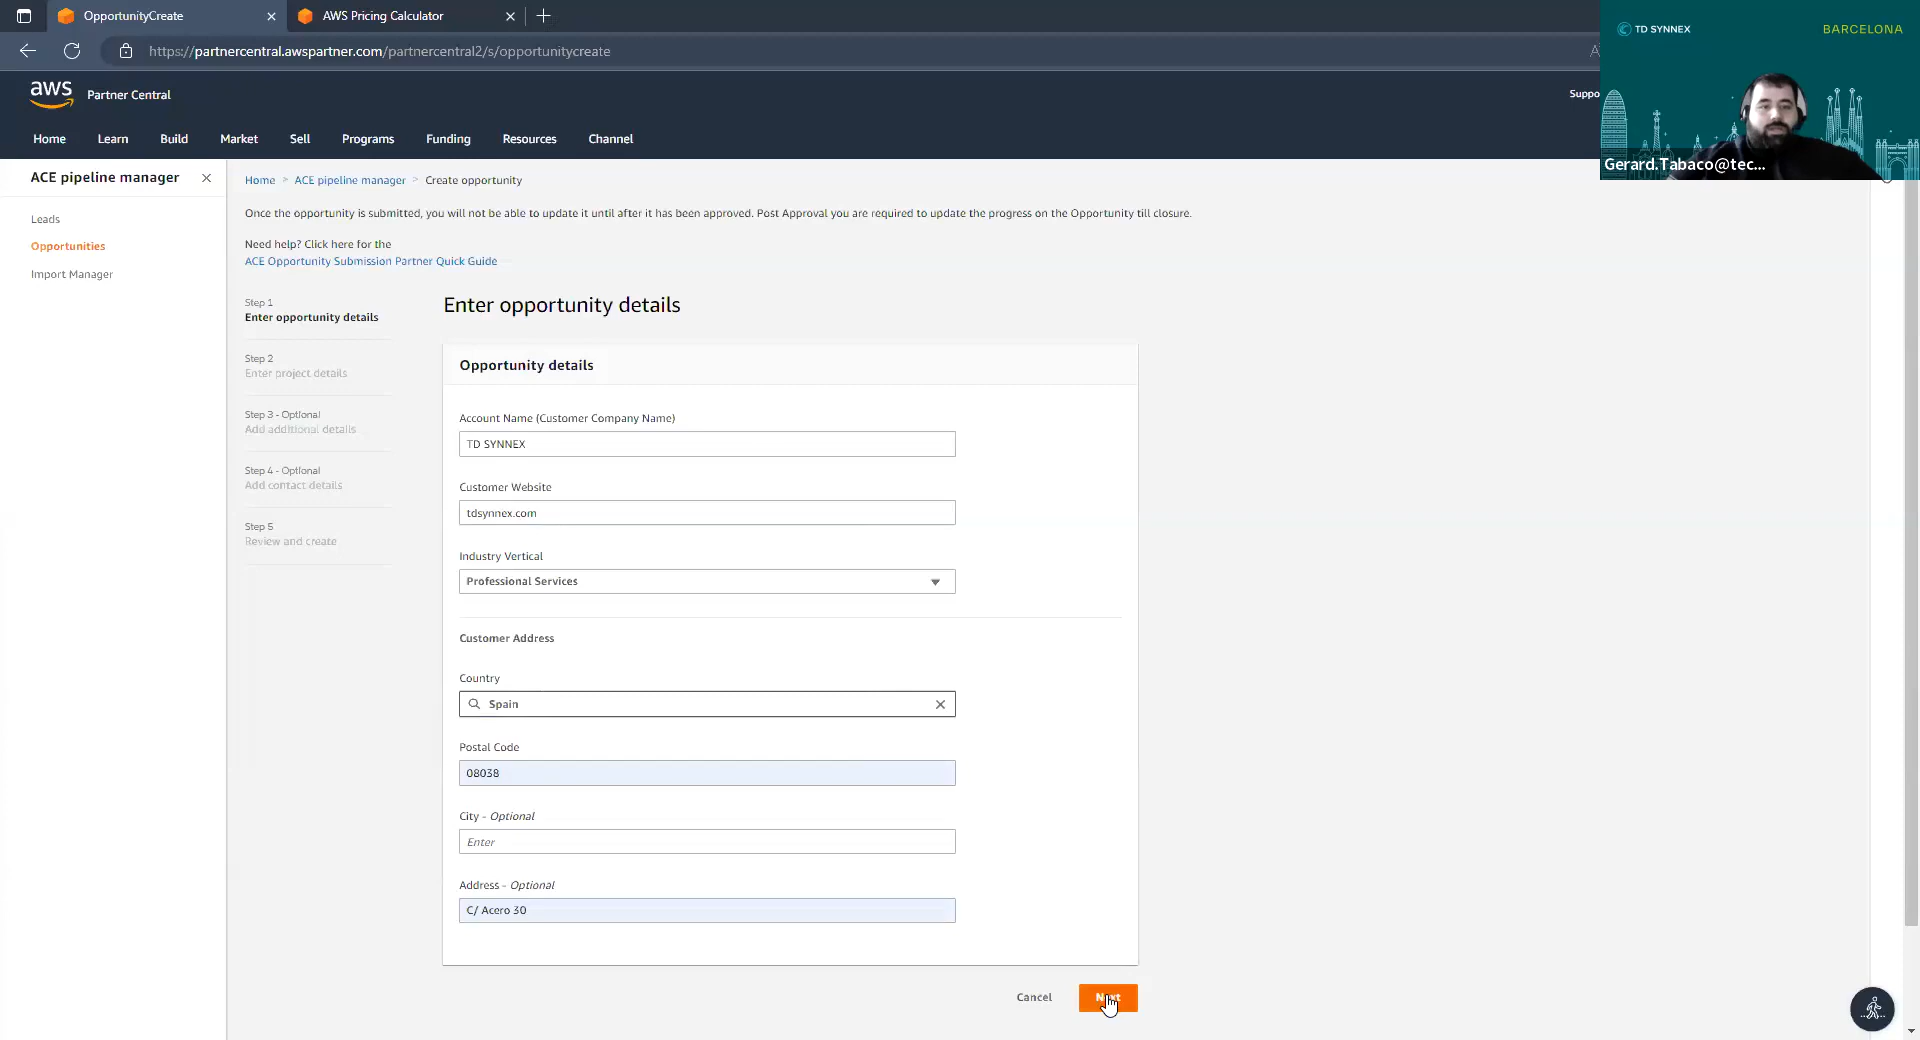 OpportunityCreate
AWS Pricing Calculator
https://partnercentral.awspartner.com/partnercentral2/s/opportunitycreate
TD SYNNEX
BARCELONA
Gerard.Tabaco@tec...
aws
Partner Central
Suppo
Home
Learn
Build
Market
Sell
Programs
Funding
Resources
Channel
ACE pipeline manager
Leads
Opportunities
Import Manager
Home > ACE pipeline manager > Create opportunity
Once the opportunity is submitted, you will not be able to update it until after it has been approved. Post Approval you are required to update the progress on the Opportunity till closure.
Need help? Click here for the
ACE Opportunity Submission Partner Quick Guide
Step 1
Enter opportunity details
Step 2
Enter project details
Step 3 - Optional
Add additional details
Step 4 - Optional
Add contact details
Step 5
Review and create
Enter opportunity details
Opportunity details
Account Name (Customer Company Name)
TD SYNNEX
Customer Website
tdsynnex.com
Industry Vertical
Professional Services
Customer Address
Country
Spain
Postal Code
08038
City - Optional
Enter
Address - Optional
C/ Acero 30
Cancel
Next